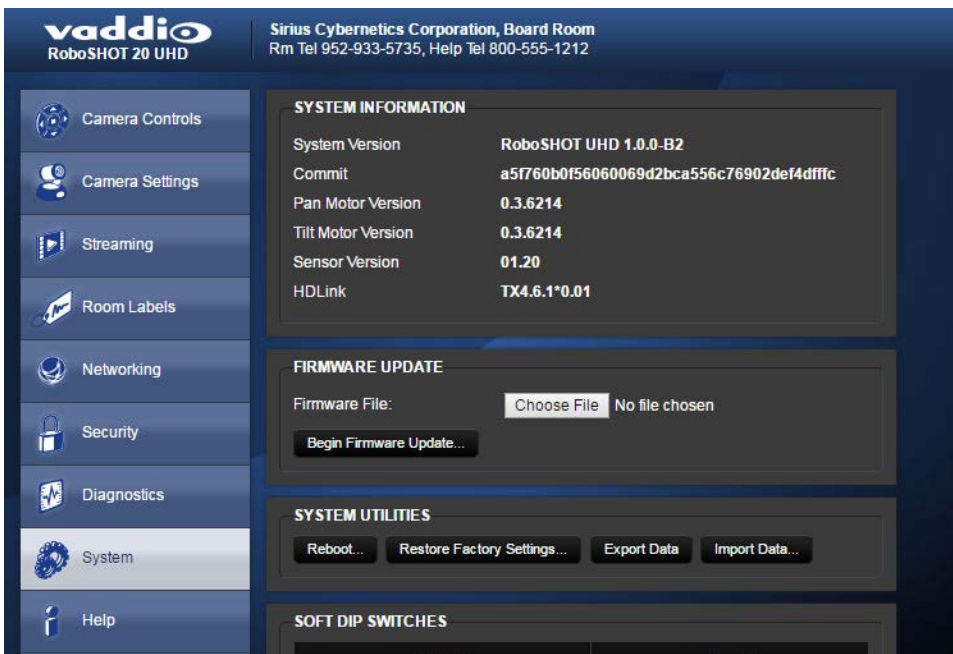 vaddio
RoboSHOT 20 UHD
Sirius Cybernetics Corporation, Board Room
Rm Tel 952-933-5735, Help Tel 800-555-1212
Camera Controls
Camera Settings
Streaming
Room Labels
Networking
Security
Diagnostics
System
Help
SYSTEM INFORMATION
System Version RoboSHOT UHD 1.0.0-B2
Commit a5f760b0f56060069d2bca556c76902def4dfffc
Pan Motor Version 0.3.6214
Tilt Motor Version 0.3.6214
Sensor Version 01.20
HDLink TX4.6.1*0.01
FIRMWARE UPDATE
Firmware File: Choose File No file chosen
Begin Firmware Update...
SYSTEM UTILITIES
Reboot... Restore Factory Settings... Export Data Import Data...
SOFT DIP SWITCHES